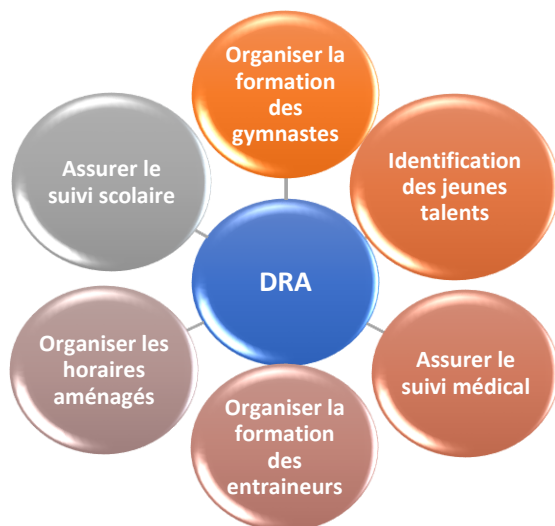 Organiser la
formation
des
gymnastes
Identification
des jeunes
talents
Assurer le
suivi médical
Organiser la
formation
des
entraineurs
Organiser les
horaires
aménagés
Assurer le
suivi scolaire
DRA